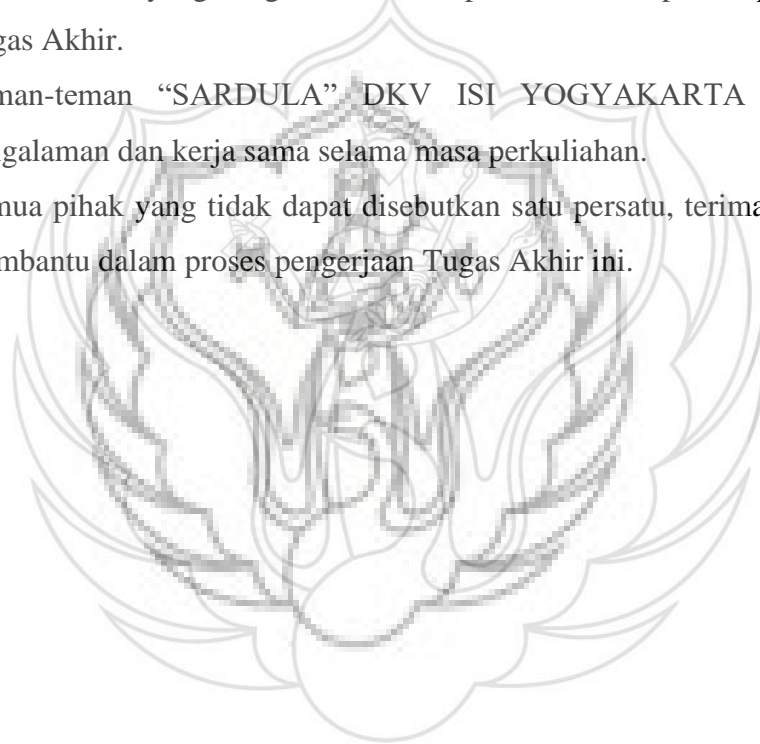 gas Akhir.
man-teman “SARDULA” DKV ISI YOGYAKARTA
galaman dan kerja sama selama masa perkuliahan.
mua pihak yang tidak dapat disebutkan satu persatu, terima
mbantu dalam proses pengerjaan Tugas Akhir ini.